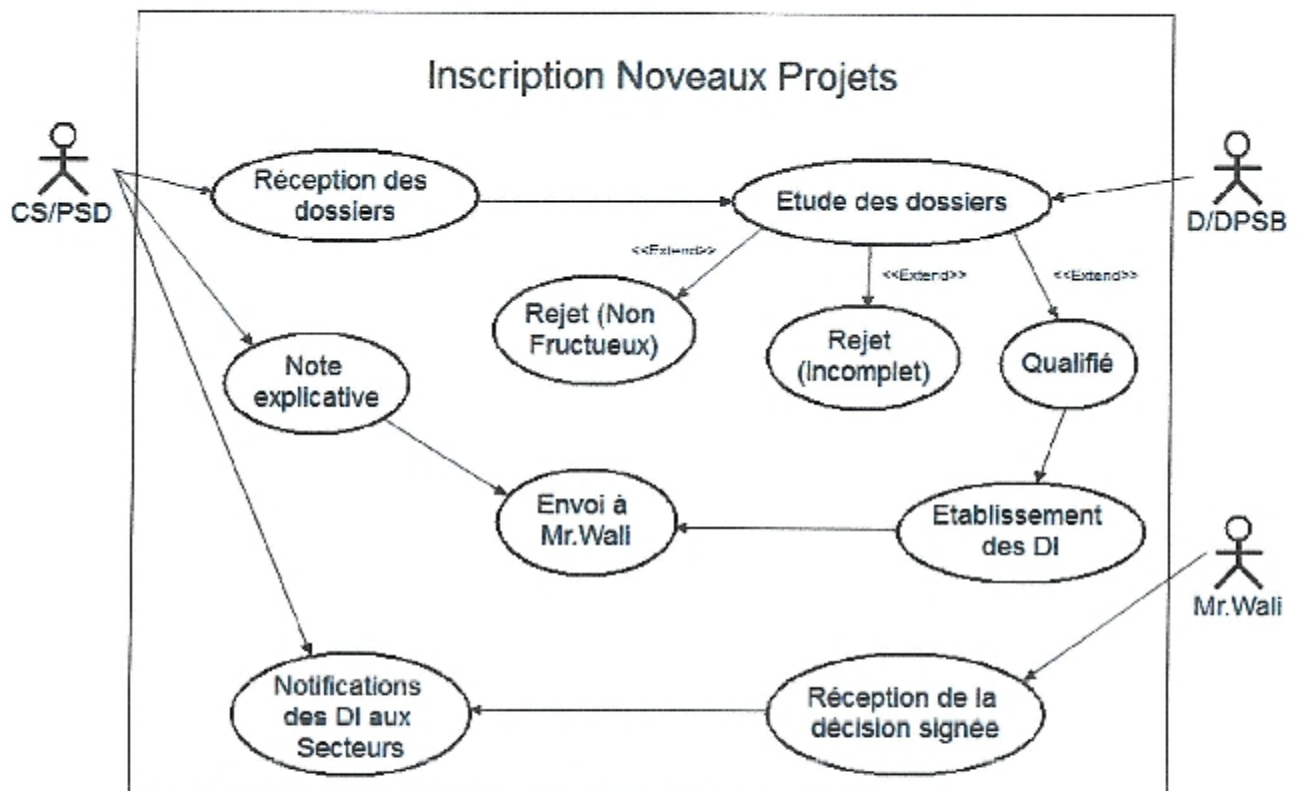 Inscription Noveaux Projets
CS/PSD
Réception des
dossiers
Etude des dossiers
D/DPSB
<<Extend>>
<<Extend>>
<<Extend>>
Rejet (Non
Fructueux)
Rejet
(Incomplet)
Qualifié
Note
explicative
Envoi à
Mr.Wali
Etablissement
des DI
Mr.Wali
Notifications
des DI aux
Secteurs
Réception de la
décision signée